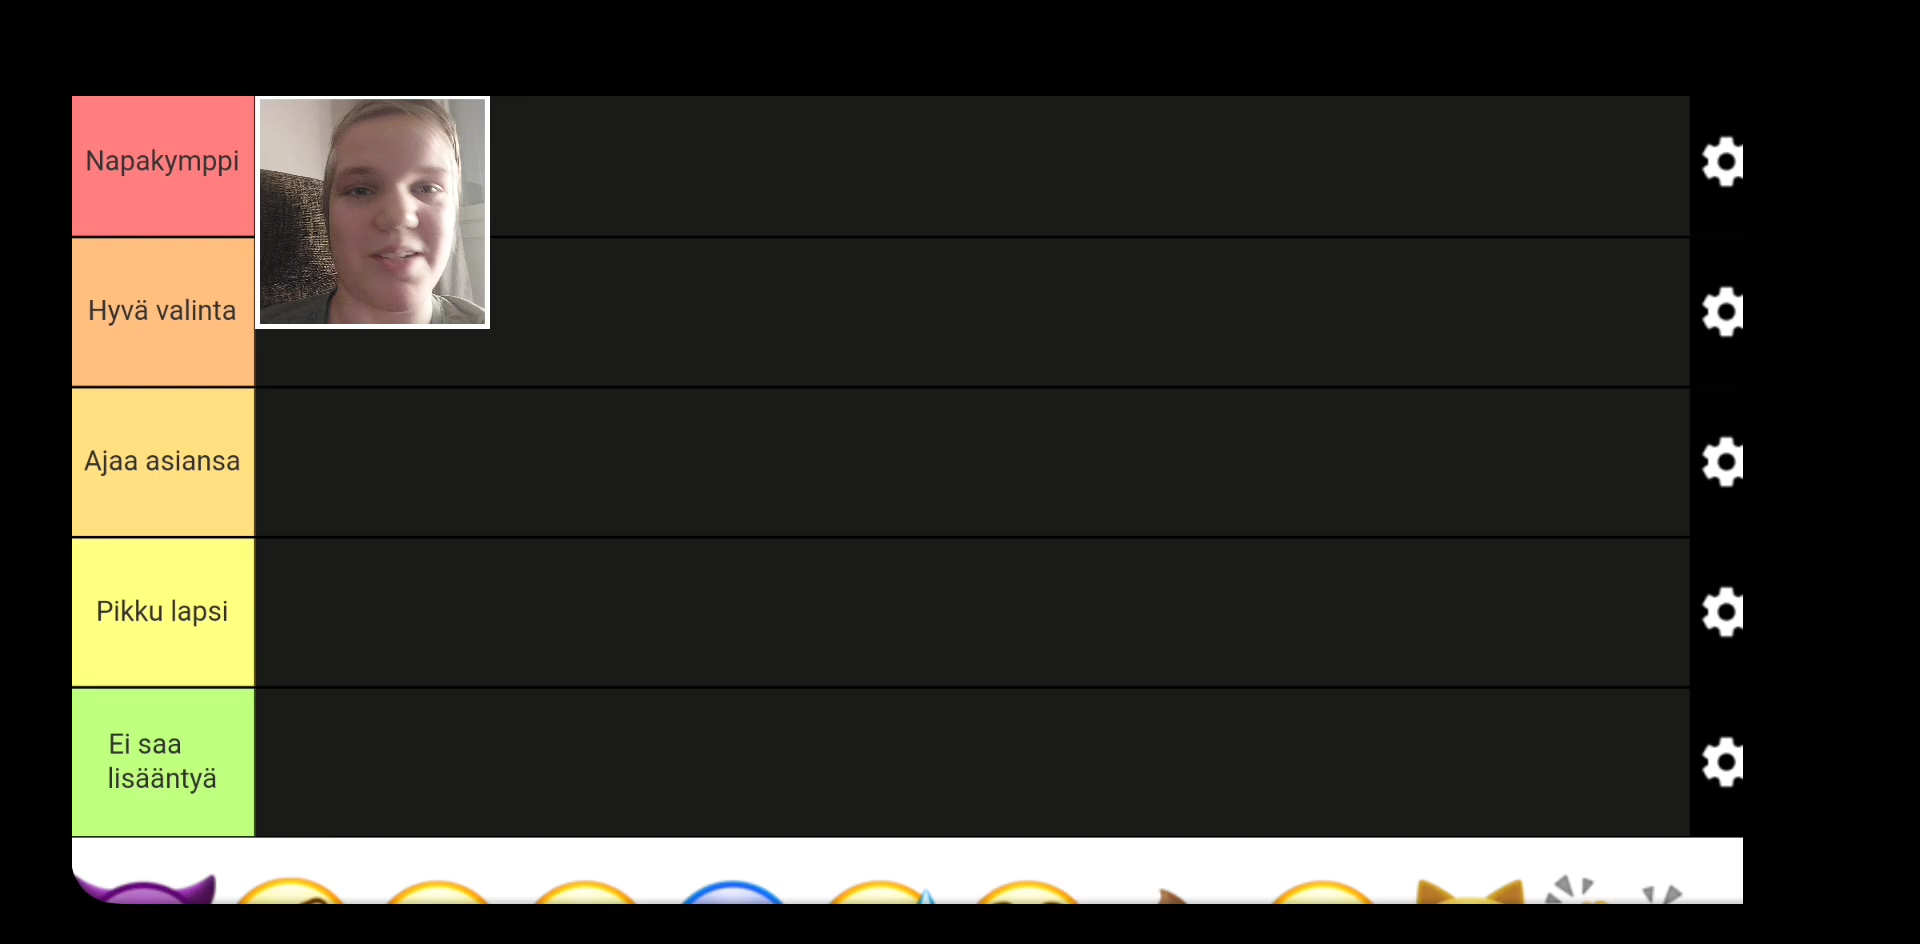 Napakymppi
Hyvä valinta
Ajaa asiansa
Pikku lapsi
Ei saa
lisääntyä